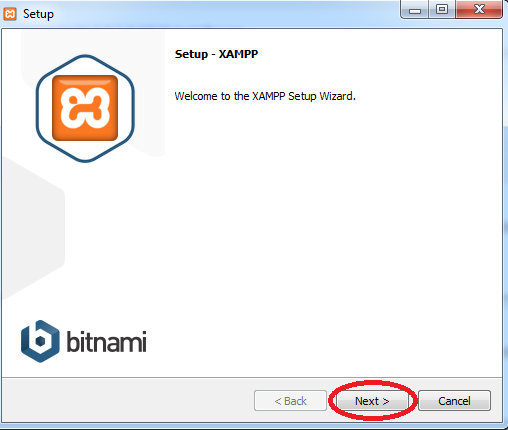 Setup
Setup - XAMPP
Welcome to the XAMPP Setup Wizard.
bitnami
< Back
Next >
Cancel